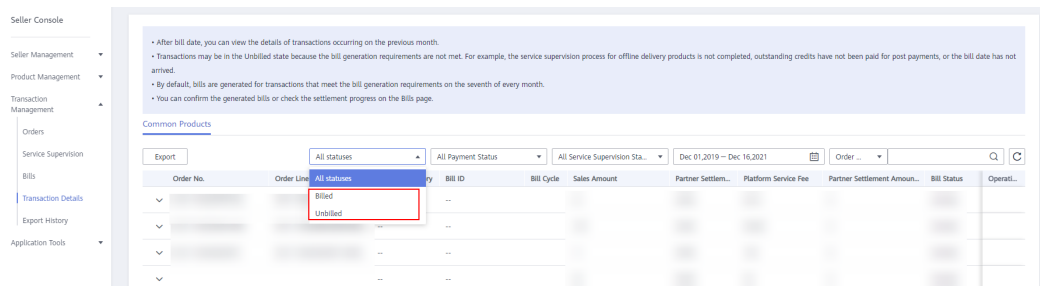 Seller Console
Seller Management
Product Management
Transaction
Management
Orders
Service Supervision
Bills
Transaction Details
Export History
Application Tools
• After bill date, you can view the details of transactions occurring on the previous month.
• Transactions may be in the Unbilled state because the bill generation requirements are not met. For example, the service supervision process for offline delivery products is not completed, outstanding credits have not been paid for post payments, or the bill date has not
arrived.
• By default, bills are generated for transactions that meet the bill generation requirements on the seventh of every month.
• You can confirm the generated bills or check the settlement progress on the Bills page.
Common Products
Export All statuses All Payment Status All Service Supervision Sta... Dec 01,2019 – Dec 16,2021 Order ...
Order No. Order Line ry Bill ID Bill Cycle Sales Amount Partner Settlem... Platform Service Fee Partner Settlement Amoun... Bill Status Operati...
All statuses
Billed
Unbilled
--
-- --
-- --
-- --